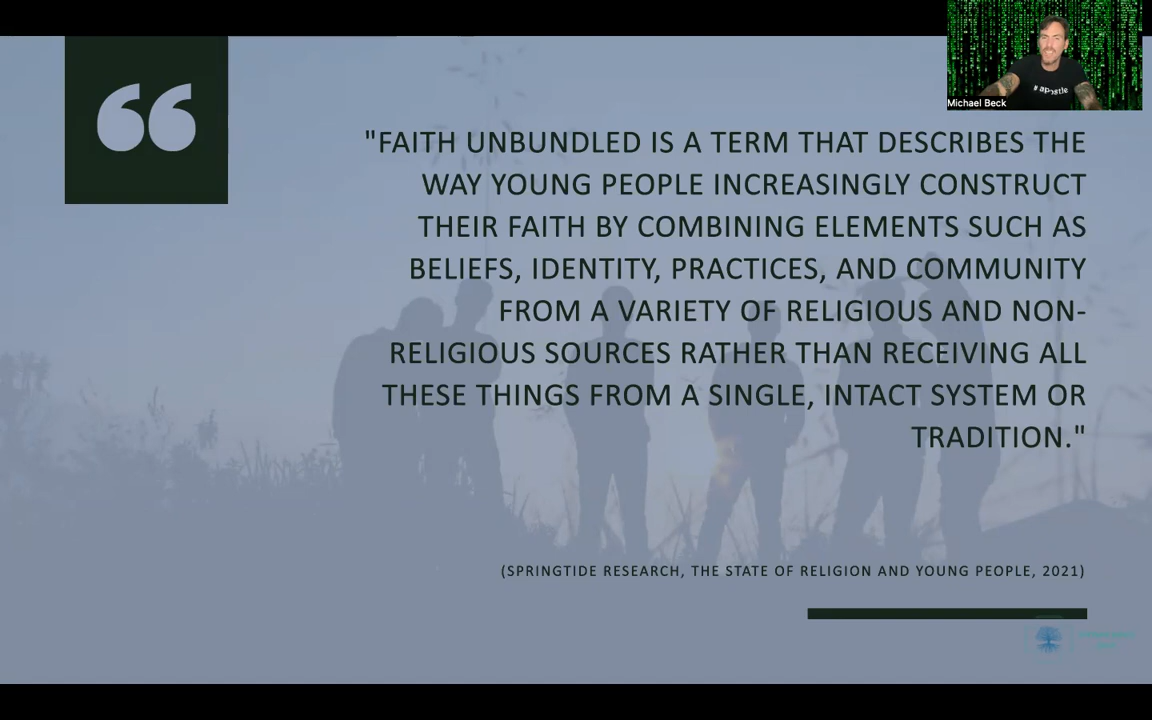 # apostle
Michael Beck
"FAITH UNBUNDLED IS A TERM THAT DESCRIBES THE
WAY YOUNG PEOPLE INCREASINGLY CONSTRUCT
THEIR FAITH BY COMBINING ELEMENTS SUCH AS
BELIEFS, IDENTITY, PRACTICES, AND COMMUNITY
FROM A VARIETY OF RELIGIOUS AND NON-
RELIGIOUS SOURCES RATHER THAN RECEIVING ALL
THESE THINGS FROM A SINGLE, INTACT SYSTEM OR
TRADITION."
(SPRINGTIDE RESEARCH, THE STATE OF RELIGION AND YOUNG PEOPLE, 2021)